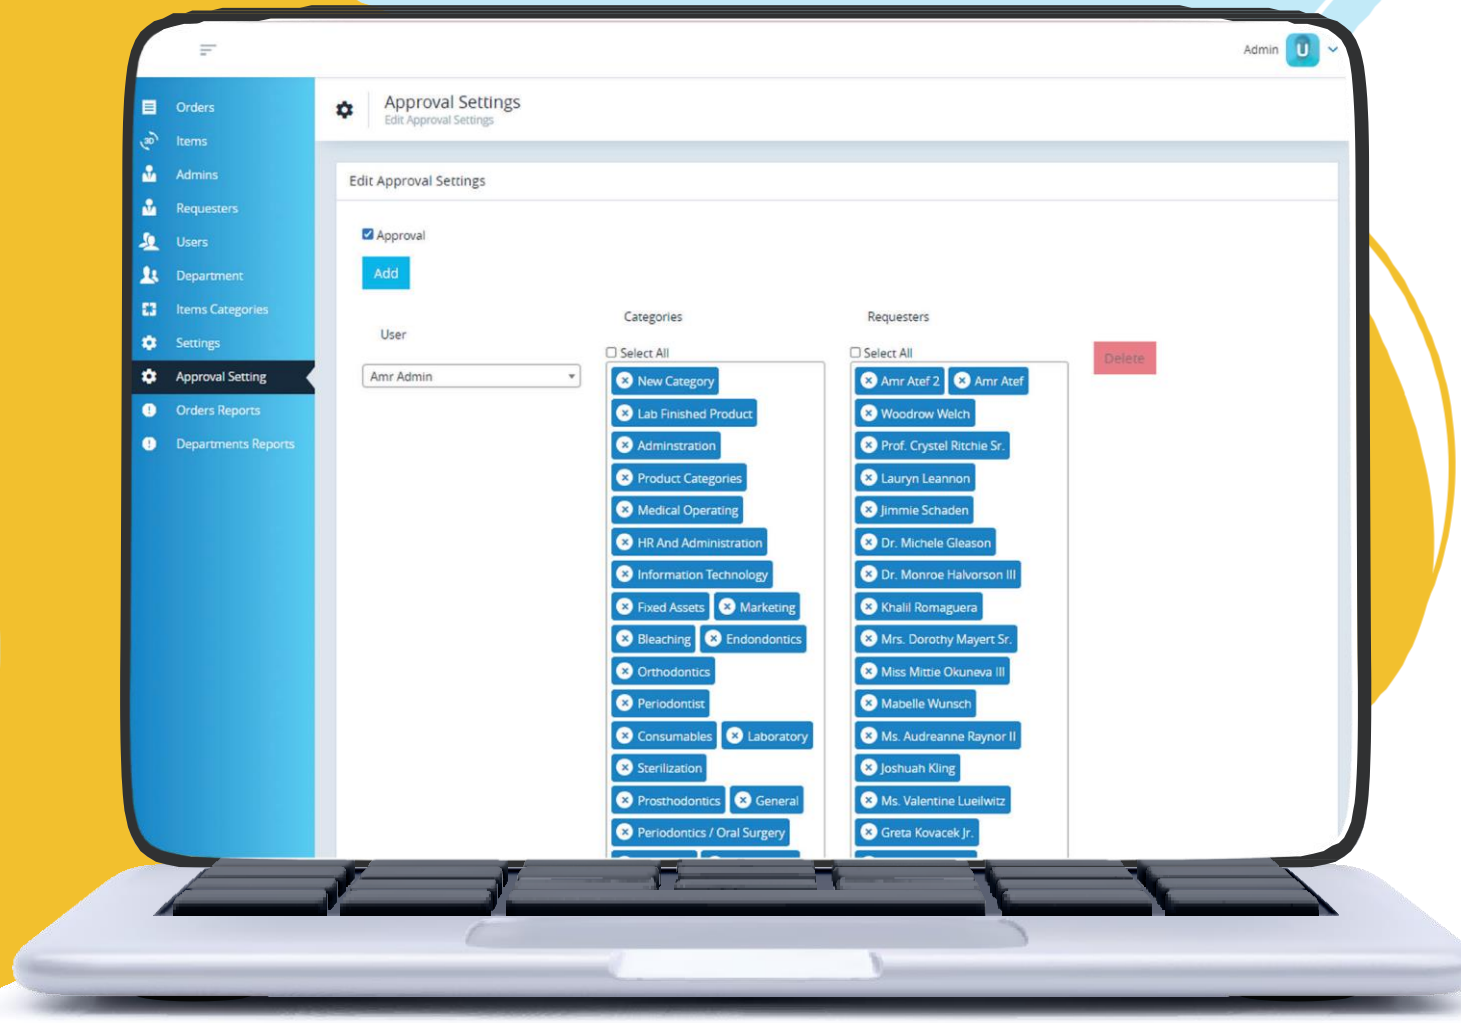 Admin
U
Orders
Items
Admins
Requesters
Users
Department
Items Categories
Settings
Approval Setting
Orders Reports
Departments Reports
3D
Approval Settings
Edit Approval Settings
Edit Approval Settings
Approval
Add
User
Amr Admin
Categories
Select All
New Category
Lab Finished Product
Adminstration
Product Categories
Medical Operating
HR And Administration
Information Technology
Fixed Assets Marketing
Bleaching Endondontics
Orthodontics
Periodontist
Consumables Laboratory
Sterilization
Prosthodontics General
Periodontics / Oral Surgery
Requesters
Select All
Amr Atef 2 Amr Atef
Woodrow Welch
Prof. Crystel Ritchie Sr.
Lauryn Leannon
Jimmie Schaden
Dr. Michele Gleason
Dr. Monroe Halvorson III
Khalil Romaguera
Mrs. Dorothy Mayert Sr.
Miss Mittie Okuneva III
Mabelle Wunsch
Ms. Audreanne Raynor II
Joshuah Kling
Ms. Valentine Lueilwitz
Greta Kovacek Jr.
Delete